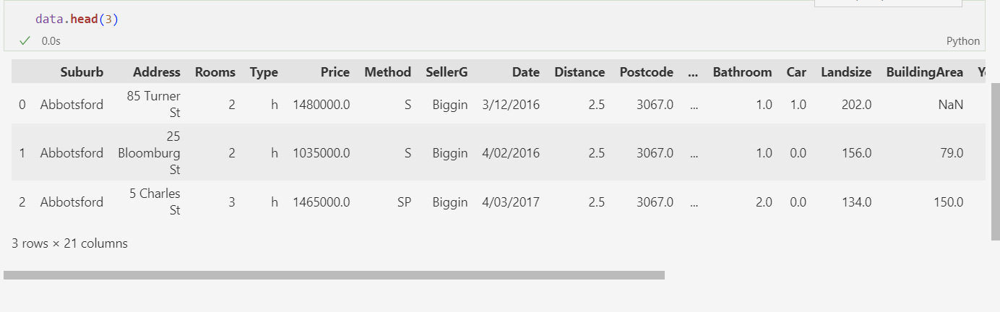 data.head(3)
0.0s
Python
Suburb Address Rooms Type Price Method SellerG Date Distance Postcode ... Bathroom Car Landsize BuildingArea
0 Abbotsford 85 Turner St 2 h 1480000.0 S Biggin 3/12/2016 2.5 3067.0 ... 1.0 1.0 202.0 NaN
1 Abbotsford 25 Bloomburg St 2 h 1035000.0 S Biggin 4/02/2016 2.5 3067.0 ... 1.0 0.0 156.0 79.0
2 Abbotsford 5 Charles St 3 h 1465000.0 SP Biggin 4/03/2017 2.5 3067.0 ... 2.0 0.0 134.0 150.0
3 rows × 21 columns